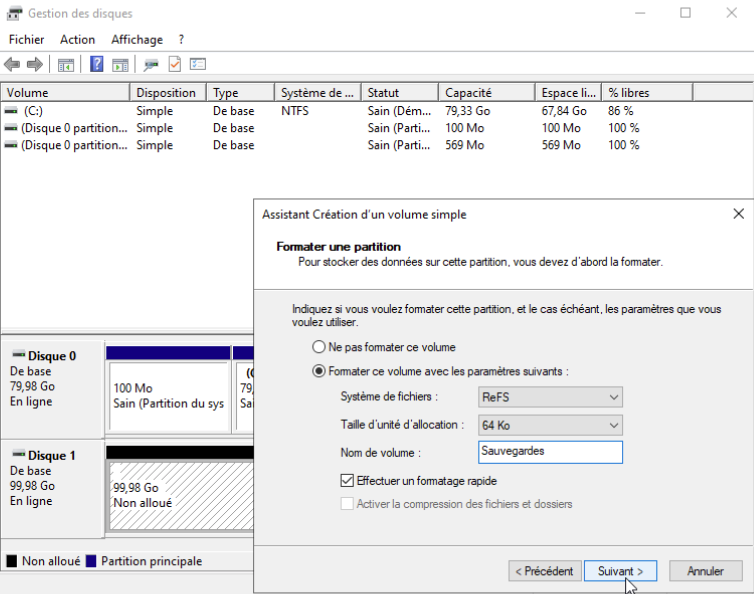 Gestion des disques
Fichier Action Affichage ?
Volume Disposition Type Système de ... Statut Capacité Espace li... % libres
(C:) Simple De base NTFS Sain (Dém... 79,33 Go 67,84 Go 86 %
(Disque 0 partition... Simple De base Sain (Parti... 100 Mo 100 Mo 100 %
(Disque 0 partition... Simple De base Sain (Parti... 569 Mo 569 Mo 100 %
Assistant Création d'un volume simple
Formater une partition
Pour stocker des données sur cette partition, vous devez d'abord la formater.
Indiquez si vous voulez formater cette partition, et le cas échéant, les paramètres que vous
voulez utiliser.
Ne pas formater ce volume
Formater ce volume avec les paramètres suivants :
Système de fichiers : ReFS
Taille d'unité d'allocation : 64 Ko
Nom de volume : Sauvegardes
Effectuer un formatage rapide
Activer la compression des fichiers et dossiers
< Précédent Suivant > Annuler
Disque 0
De base
79,98 Go
En ligne
100 Mo
Sain (Partition du sys
Disque 1
De base
99,98 Go
En ligne
99,98 Go
Non alloué
Non alloué Partition principale